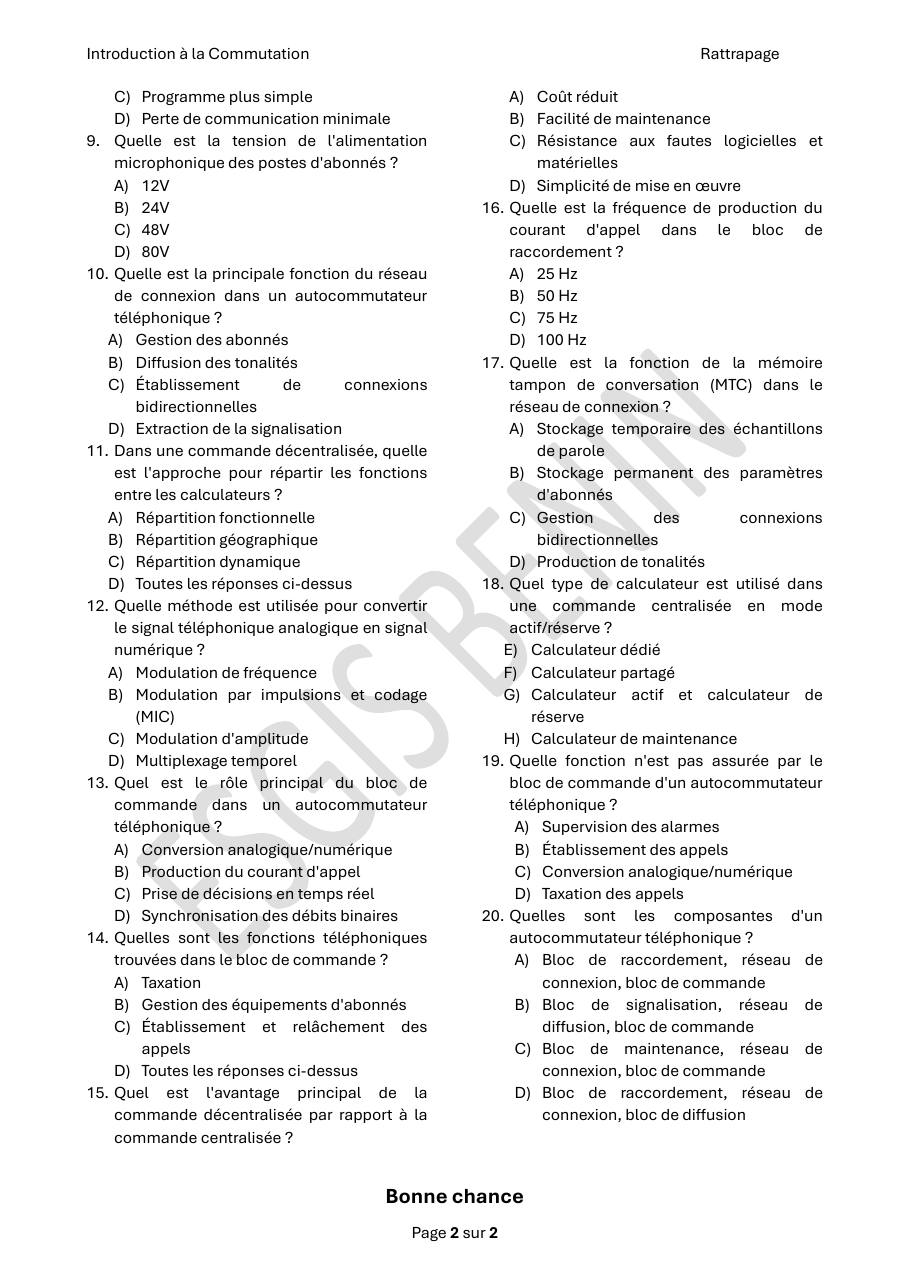 Introduction à la Commutation
Rattrapage
C) Programme plus simple
D) Perte de communication minimale
9. Quelle est la tension de l'alimentation
microphonique des postes d'abonnés ?
A) 12V
B) 24V
C) 48V
D) 80V
10. Quelle est la principale fonction du réseau
de connexion dans un autocommutateur
téléphonique ?
A) Gestion des abonnés
B) Diffusion des tonalités
C) Établissement de connexions
bidirectionnelles
D) Extraction de la signalisation
11. Dans une commande décentralisée, quelle
est l'approche pour répartir les fonctions
entre les calculateurs ?
A) Répartition fonctionnelle
B) Répartition géographique
C) Répartition dynamique
D) Toutes les réponses ci-dessus
12. Quelle méthode est utilisée pour convertir
le signal téléphonique analogique en signal
numérique ?
A) Modulation de fréquence
B) Modulation par impulsions et codage
(MIC)
C) Modulation d'amplitude
D) Multiplexage temporel
13. Quel est le rôle principal du bloc de
commande dans un autocommutateur
téléphonique ?
A) Conversion analogique/numérique
B) Production du courant d'appel
C) Prise de décisions en temps réel
D) Synchronisation des débits binaires
14. Quelles sont les fonctions téléphoniques
trouvées dans le bloc de commande ?
A) Taxation
B) Gestion des équipements d'abonnés
C) Établissement et relâchement des
appels
D) Toutes les réponses ci-dessus
15. Quel est l'avantage principal de la
commande décentralisée par rapport à la
commande centralisée ?
A) Coût réduit
B) Facilité de maintenance
C) Résistance aux fautes logicielles et
matérielles
D) Simplicité de mise en œuvre
16. Quelle est la fréquence de production du
courant d'appel dans le bloc de
raccordement ?
A) 25 Hz
B) 50 Hz
C) 75 Hz
D) 100 Hz
17. Quelle est la fonction de la mémoire
tampon de conversation (MTC) dans le
réseau de connexion ?
A) Stockage temporaire des échantillons
de parole
B) Stockage permanent des paramètres
d'abonnés
C) Gestion des connexions
bidirectionnelles
D) Production de tonalités
18. Quel type de calculateur est utilisé dans
une commande centralisée en mode
actif/réserve ?
E) Calculateur dédié
F) Calculateur partagé
G) Calculateur actif et calculateur de
réserve
H) Calculateur de maintenance
19. Quelle fonction n'est pas assurée par le
bloc de commande d'un autocommutateur
téléphonique ?
A) Supervision des alarmes
B) Établissement des appels
C) Conversion analogique/numérique
D) Taxation des appels
20. Quelles sont les composantes d'un
autocommutateur téléphonique ?
A) Bloc de raccordement, réseau de
connexion, bloc de commande
B) Bloc de signalisation, réseau de
diffusion, bloc de commande
C) Bloc de maintenance, réseau de
connexion, bloc de commande
D) Bloc de raccordement, réseau de
connexion, bloc de diffusion
ESGIS BENIN
Bonne chance
Page 2 sur 2